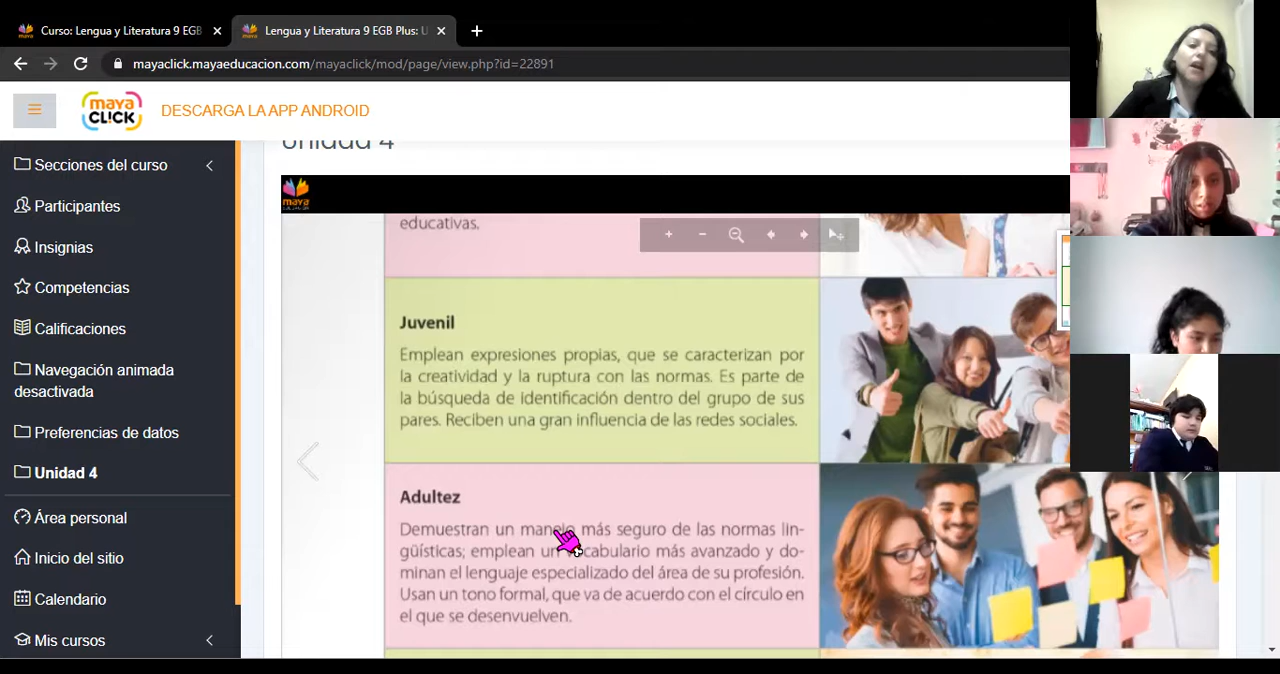 Curso: Lengua y Literatura 9 EGB
Lengua y Literatura 9 EGB Plus: U
mayaclick.mayaeducacion.com/mayaclick/mod/page/view.php?id=22891
maya
CL!CK
DESCARGA LA APP ANDROID
Secciones del curso
Participantes
Insignias
Competencias
Calificaciones
Navegación animada
desactivada
Preferencias de datos
Unidad 4
Área personal
Inicio del sitio
Calendario
Mis cursos
Unidad 4
maya
educativas.
Juvenil
Emplean expresiones propias, que se caracterizan por
la creatividad y la ruptura con las normas. Es parte de
la búsqueda de identificación dentro del grupo de sus
pares. Reciben una gran influencia de las redes sociales.
Adultez
Demuestran un manejo más seguro de las normas lin-
güísticas; emplean un vocabulario más avanzado y do-
minan el lenguaje especializado del área de su profesión.
Usan un tono formal, que va de acuerdo con el círculo en
el que se desenvuelven.